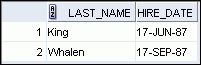 LAST_NAME HIRE_DATE
1 King 17-JUN-87
2 Whalen 17-SEP-87